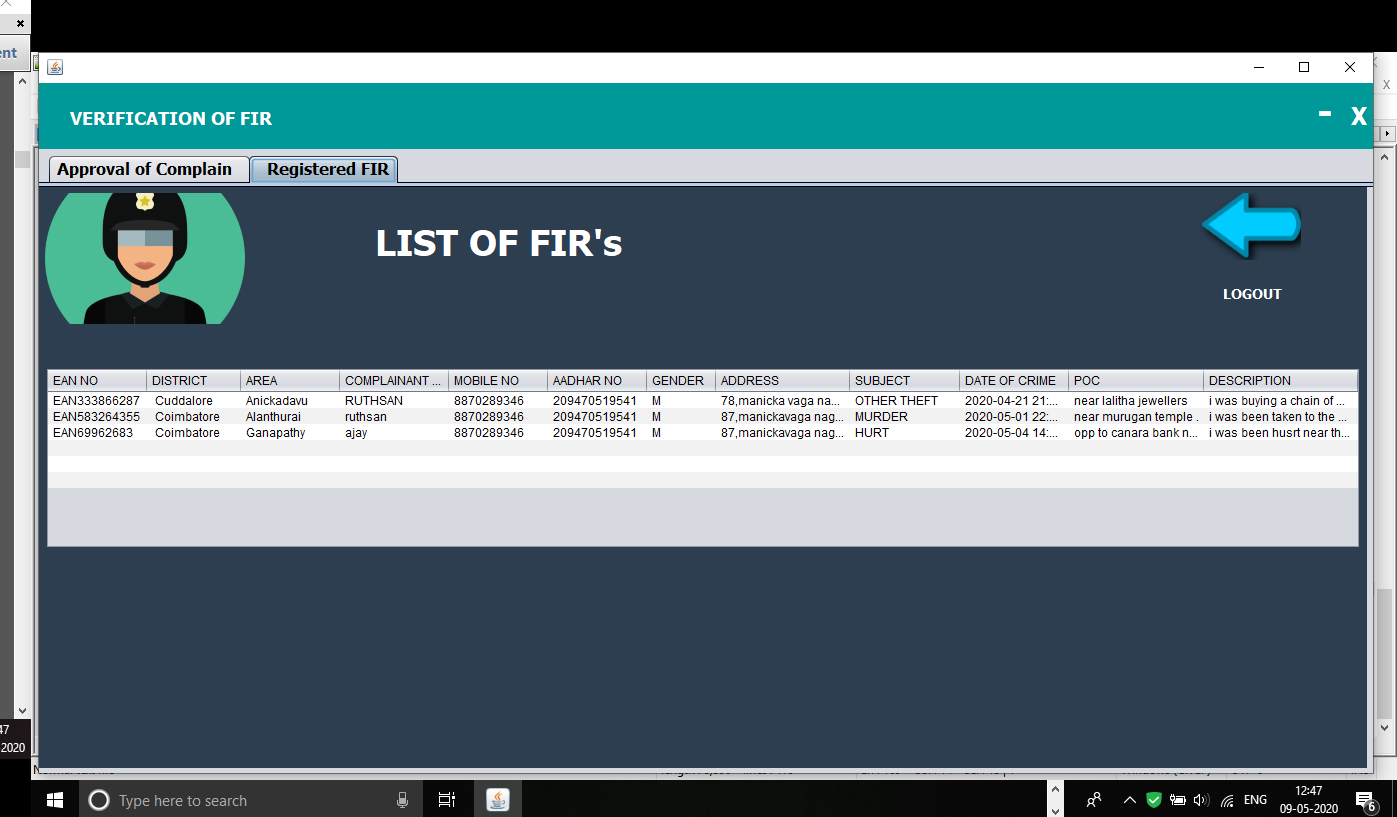 ent
X
VERIFICATION OF FIR - X
Approval of Complain Registered FIR
LIST OF FIR's
LOGOUT
EAN NO DISTRICT AREA COMPLAINANT ... MOBILE NO AADHAR NO GENDER ADDRESS SUBJECT DATE OF CRIME POC DESCRIPTION
EAN333866287 Cuddalore Anickadavu RUTHSAN 8870289346 209470519541 M 78,manicka vaga na... OTHER THEFT 2020-04-21 21:... near lalitha jewellers i was buying a chain of ...
EAN583264355 Coimbatore Alanthurai ruthsan 8870289346 209470519541 M 87,manickavaga nag... MURDER 2020-05-01 22:... near murugan temple . i was been taken to the ...
EAN69962683 Coimbatore Ganapathy ajay 8870289346 209470519541 M 87,manickavaga nag... HURT 2020-05-04 14:... opp to canara bank n... i was been husrt near th...
47
2020
Type here to search
ENG
12:47
09-05-2020
6